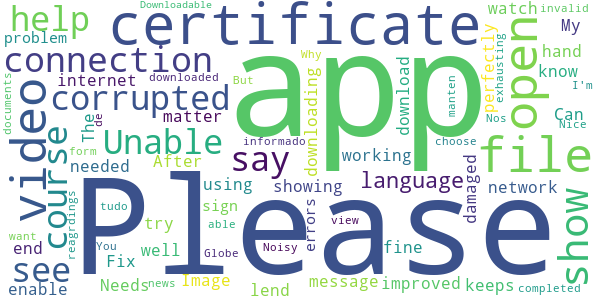 Downloadable
help
certificate
watch
invalid
problem
My
connection
app
hand
Why
perfectly
exhausting
open
internet
downloaded
But
know
I'm
documents
video
corrupted
downloading
download
manten
Can
The
de
matter
Nos
Nice
course
Unable
informado
choose
file
form
After
say
working
needed
language
damaged
network
reagrdings
using
showing
errors
show
tudo
sign
Please
want
You
able
view
fine
see
try
well
Globe
Noisy
end
Fix
message
improved
keeps
enable
Needs
news
Image
lend
completed